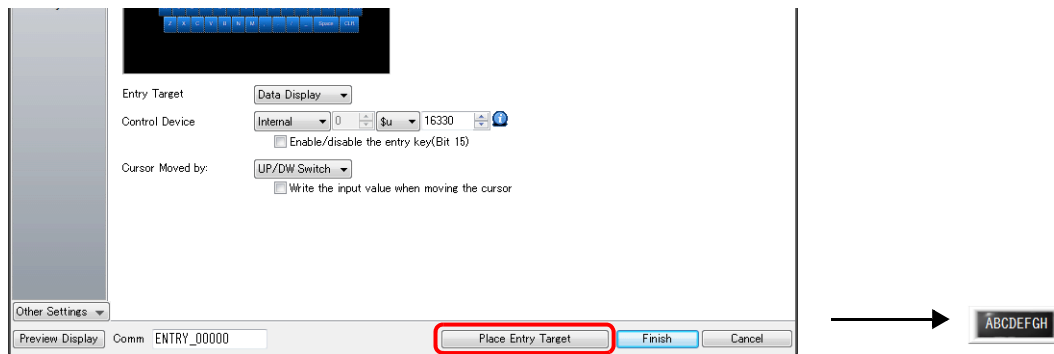 Z X C V B N M . / _ Space CLR
Entry Target Data Display
Control Device Internal 0 $u 16330
Enable/disable the entry key(Bit 15)
Cursor Moved by: UP/DW Switch
Write the input value when moving the cursor
Other Settings
Preview Display Comm ENTRY_00000 Place Entry Target Finish Cancel
ABCDEFGH